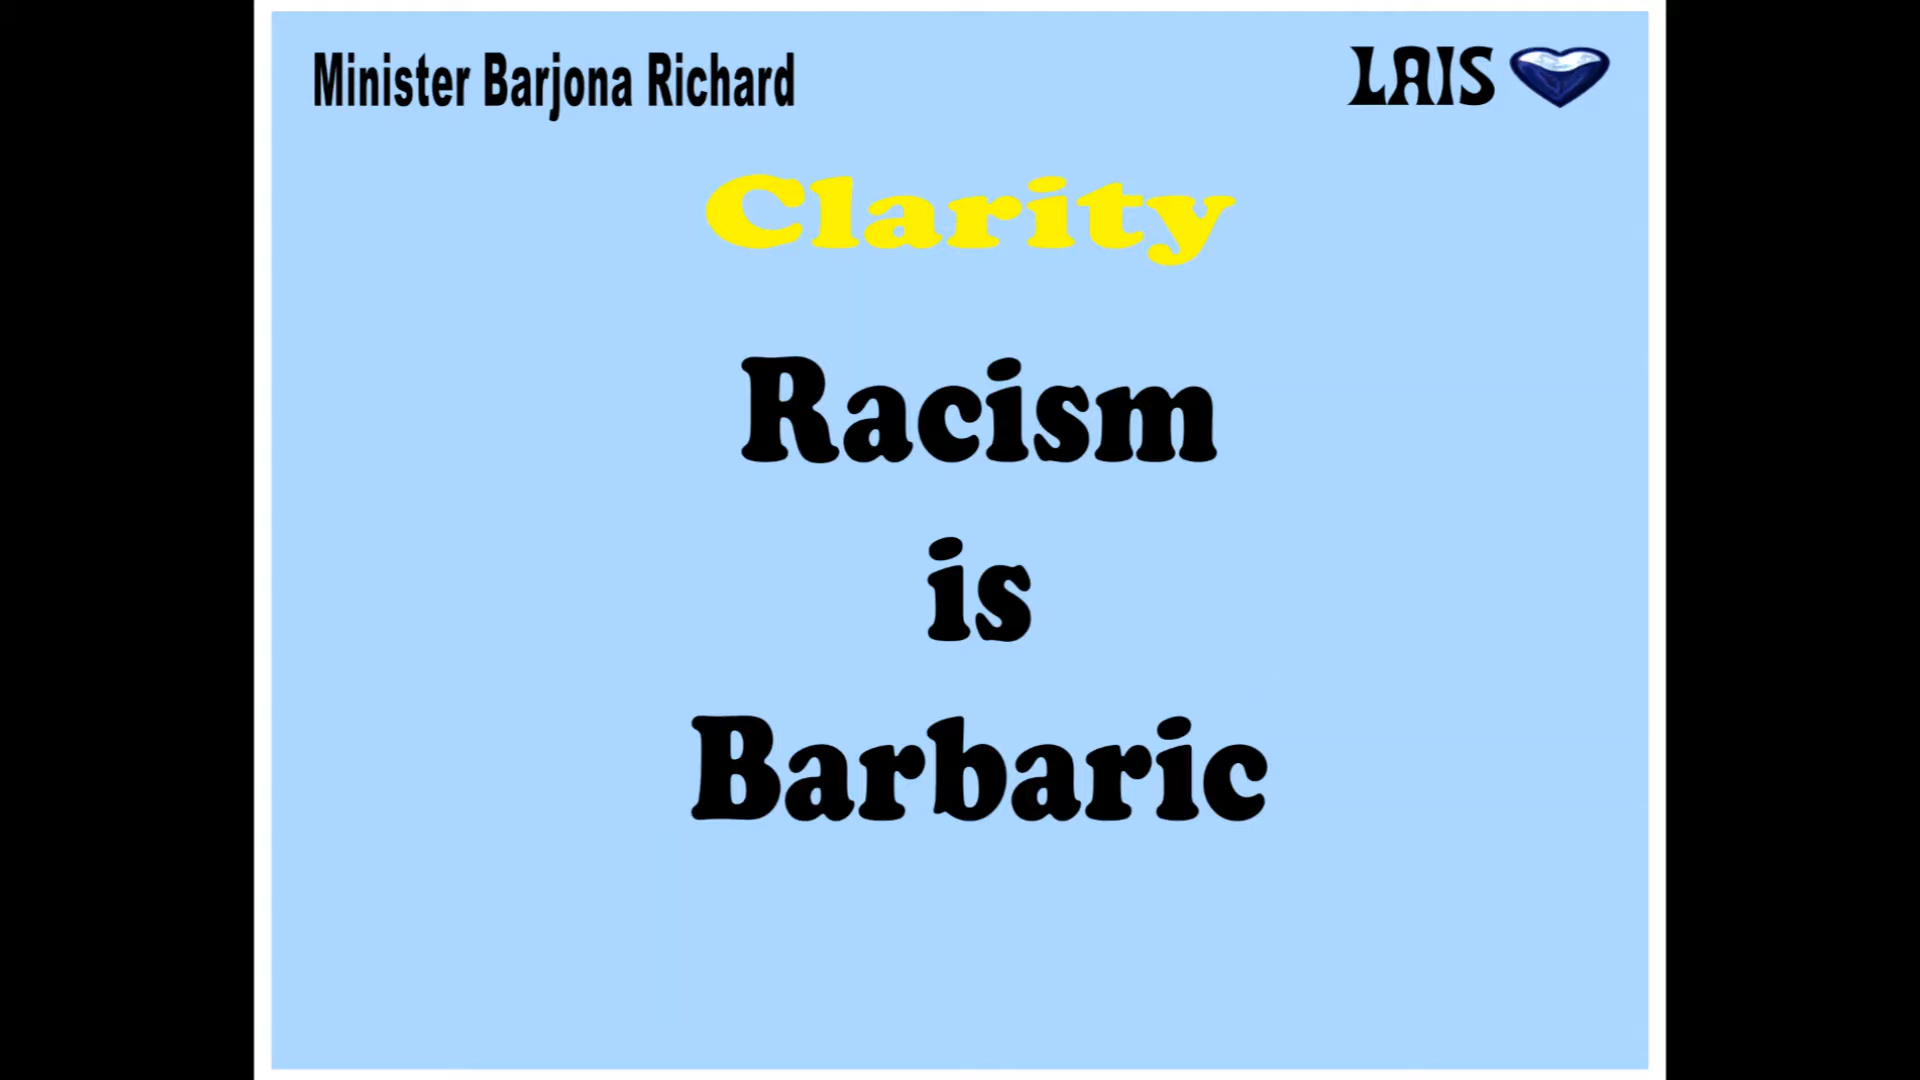 Minister Barjona Richard
LAIS
Clarity
Racism
is
Barbaric